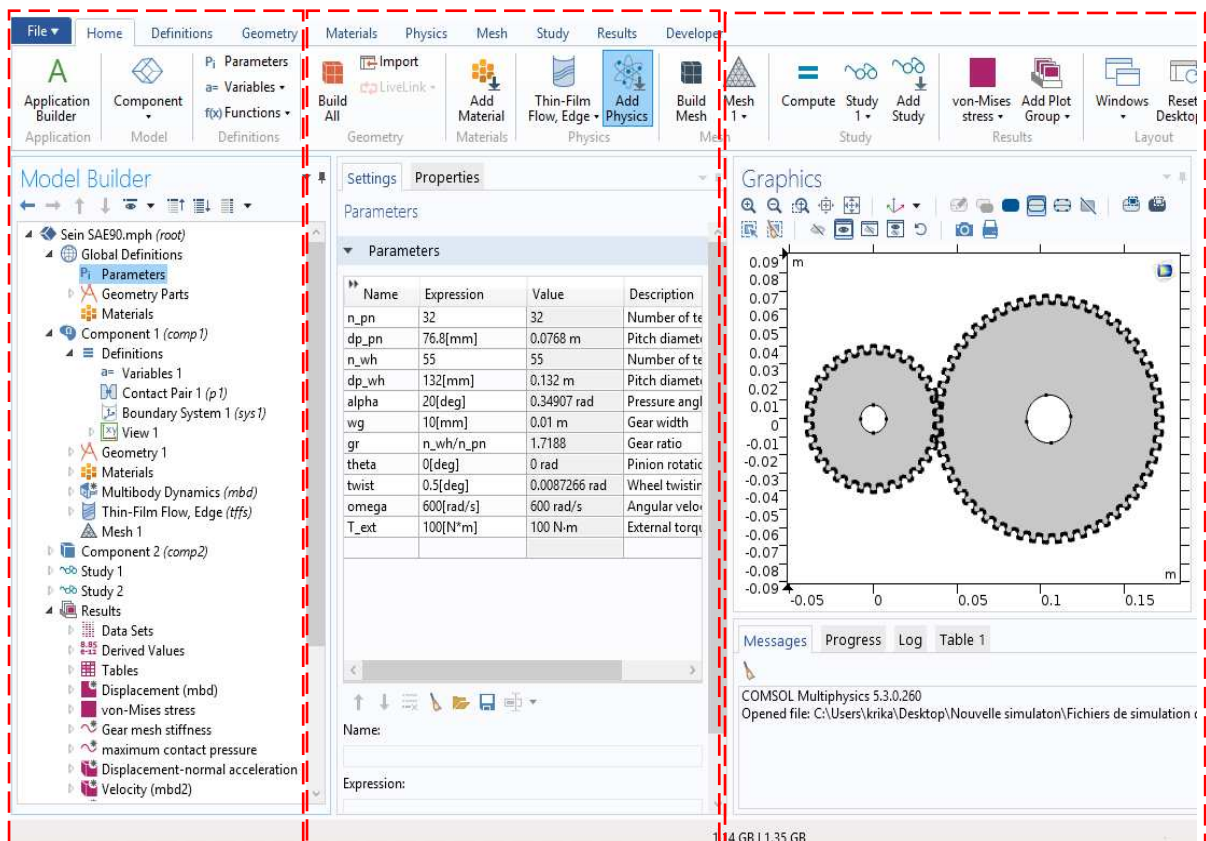 File Home Definitions Geometry Materials Physics Mesh Study Results Developer
Application Builder
Application
Component
Model
Pi Parameters
a= Variables
f(x) Functions
Definitions
Build All
Import
LiveLink
Geometry
Add Material
Materials
Thin-Film Flow, Edge
Add Physics
Physics
Build Mesh
Mesh 1
Mesh
Compute
Study 1
Add Study
Study
von-Mises stress
Add Plot Group
Results
Windows
Reset
Layout
Model Builder
Sein SAE90.mph (root)
Global Definitions
Pi Parameters
Geometry Parts
Materials
Component 1 (comp1)
Definitions
a= Variables 1
Contact Pair 1 (p1)
Boundary System 1 (sys1)
View 1
Geometry 1
Materials
Multibody Dynamics (mbd)
Thin-Film Flow, Edge (tffs)
Mesh 1
Component 2 (comp2)
Study 1
Study 2
Results
Data Sets
8.85 e-12 Derived Values
Tables
Displacement (mbd)
von-Mises stress
Gear mesh stiffness
maximum contact pressure
Displacement-normal acceleration
Velocity (mbd2)
Settings Properties
Parameters
Parameters
Name Expression Value Description
n_pn 32 32 Number of te
dp_pn 76.8[mm] 0.0768 m Pitch diamet
n_wh 55 55 Number of te
dp_wh 132[mm] 0.132 m Pitch diamet
alpha 20[deg] 0.34907 rad Pressure angl
wg 10[mm] 0.01 m Gear width
gr n_wh/n_pn 1.7188 Gear ratio
theta 0[deg] 0 rad Pinion rotatio
twist 0.5[deg] 0.0087266 rad Wheel twistin
omega 600[rad/s] 600 rad/s Angular velo
T_ext 100[N*m] 100 N·m External torqu
Name:
Expression:
Graphics
m
0.09
0.08
0.07
0.06
0.05
0.04
0.03
0.02
0.01
0
-0.01
-0.02
-0.03
-0.04
-0.05
-0.06
-0.07
-0.08
-0.09
m
-0.05 0 0.05 0.1 0.15
Messages Progress Log Table 1
COMSOL Multiphysics 5.3.0.260
Opened file: C:\Users\krika\Desktop\Nouvelle simulaton\Fichiers de simulation
GB | 1.35 GB